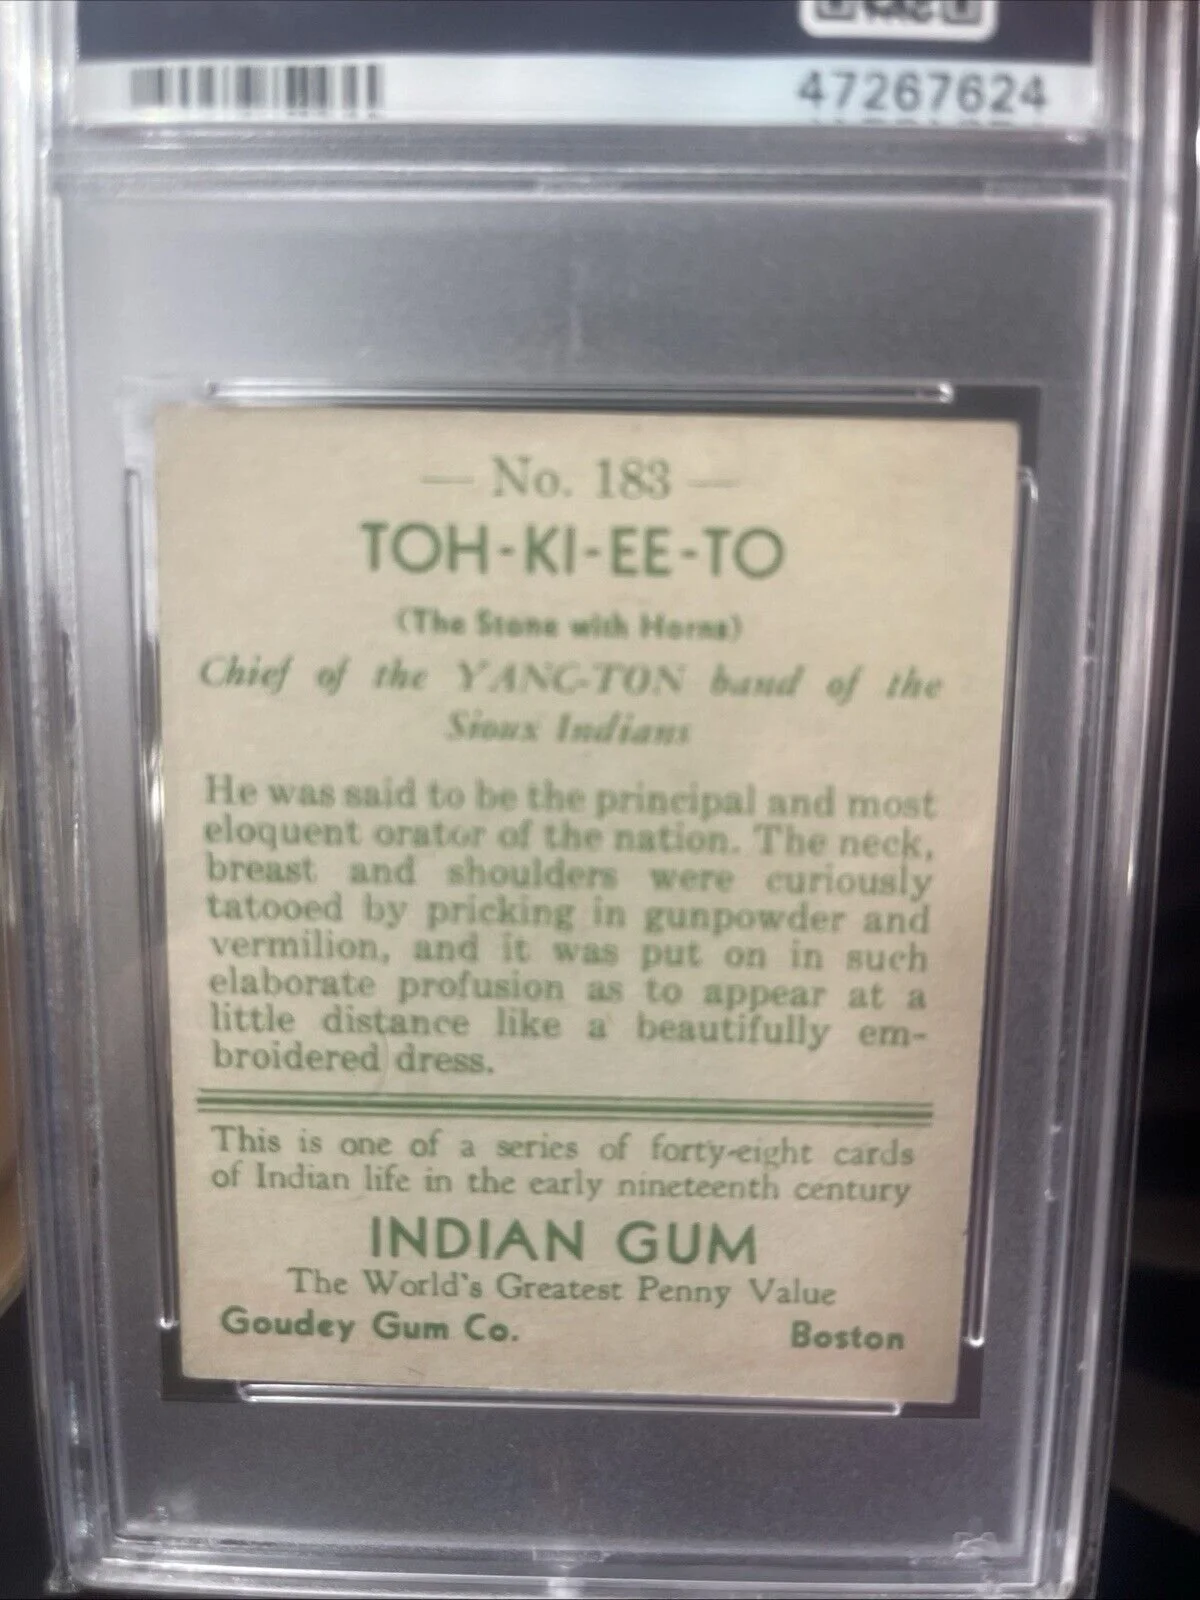 47267624
— No. 183 —
TOH-KI-EE-TO
(The Stone with Horns)
Chief of the YANG-TON band of the
Sioux Indians
He was said to be the principal and most
eloquent orator of the nation. The neck,
breast and shoulders were curiously
tatooed by pricking in gunpowder and
vermilion, and it was put on in such
elaborate profusion as to appear at a
little distance like a beautifully em-
broidered dress.
This is one of a series of forty-eight cards
of Indian life in the early nineteenth century
INDIAN GUM
The World's Greatest Penny Value
Goudey Gum Co. Boston